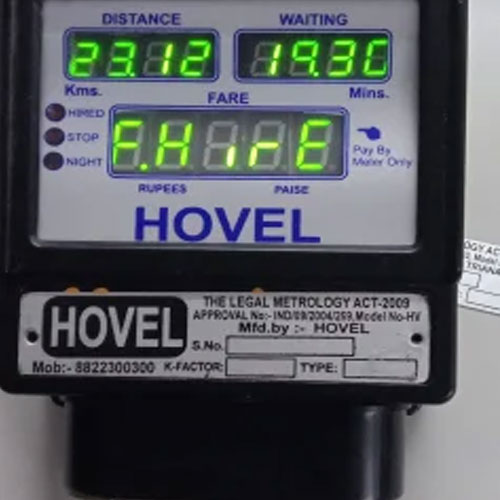 DISTANCE WAITING
23.12 19.30
Kms. Mins.
FARE
HIRED
STOP
NIGHT
F.HirE
Pay By
Meter Only
RUPEES PAISE
HOVEL
HOVEL
THE LEGAL METROLOGY ACT-2009
APPROVAL No:- IND/09/2004/259, Model No-HV
Mfd.by :- HOVEL
S.No.
Mob:- 8822300300 K-FACTOR: TYPE: